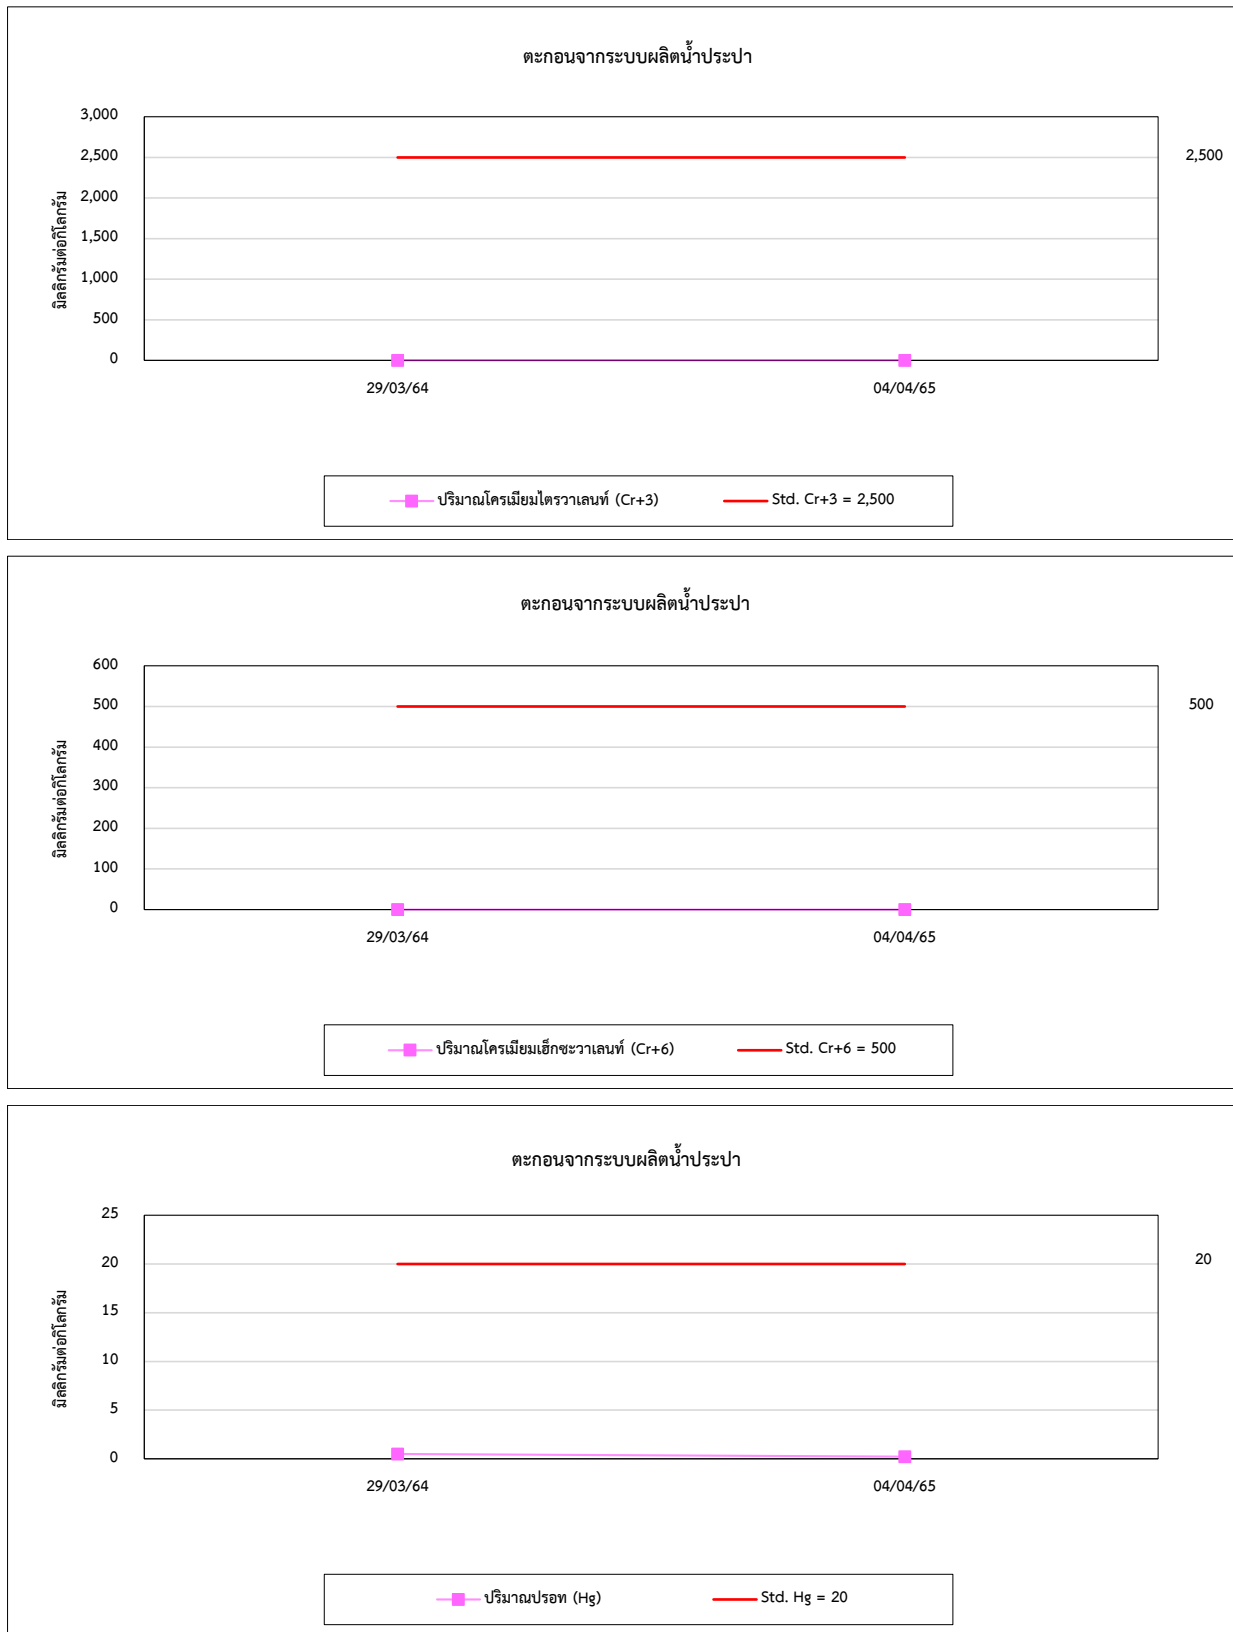 ตะกอนจากระบบผลิตน้ำประปา
3,000
2,500
2,000
1,500
1,000
500
0
มิลลิกรัมต่อกิโลกรัม
2,500
29/03/64 04/04/65
ปริมาณโครเมียมไตรวาเลนท์ (Cr+3) Std. Cr+3 = 2,500
ตะกอนจากระบบผลิตน้ำประปา
600
500
400
300
200
100
0
มิลลิกรัมต่อกิโลกรัม
500
29/03/64 04/04/65
ปริมาณโครเมียมเฮ็กซะวาเลนท์ (Cr+6) Std. Cr+6 = 500
ตะกอนจากระบบผลิตน้ำประปา
25
20
15
10
5
0
มิลลิกรัมต่อกิโลกรัม
20
29/03/64 04/04/65
ปริมาณปรอท (Hg) Std. Hg = 20